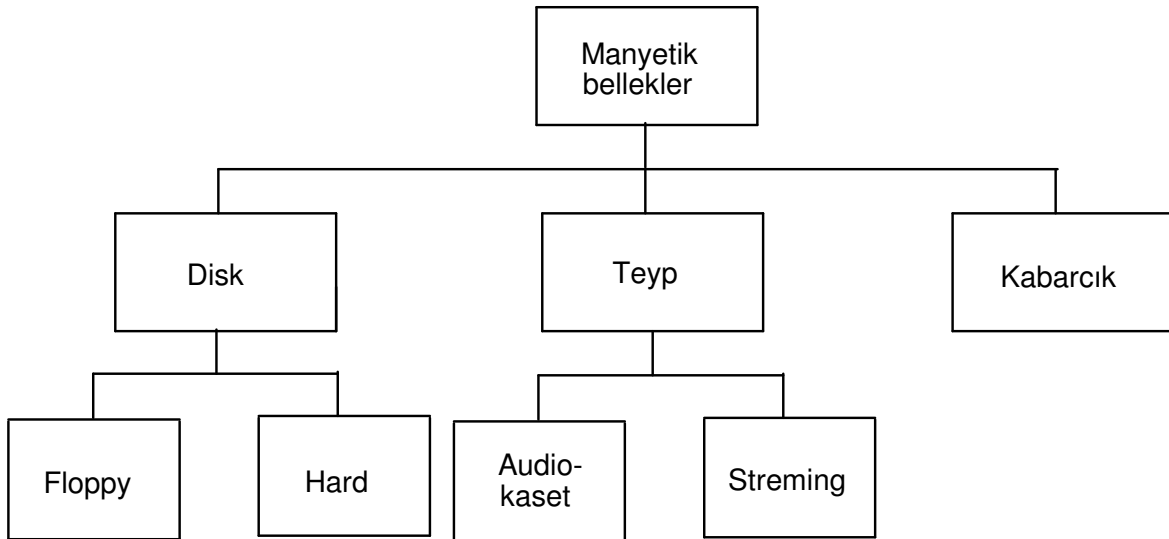 Manyetik
bellekler
Disk
Teyp
Kabarcık
Floppy
Hard
Audio-
kaset
Streming